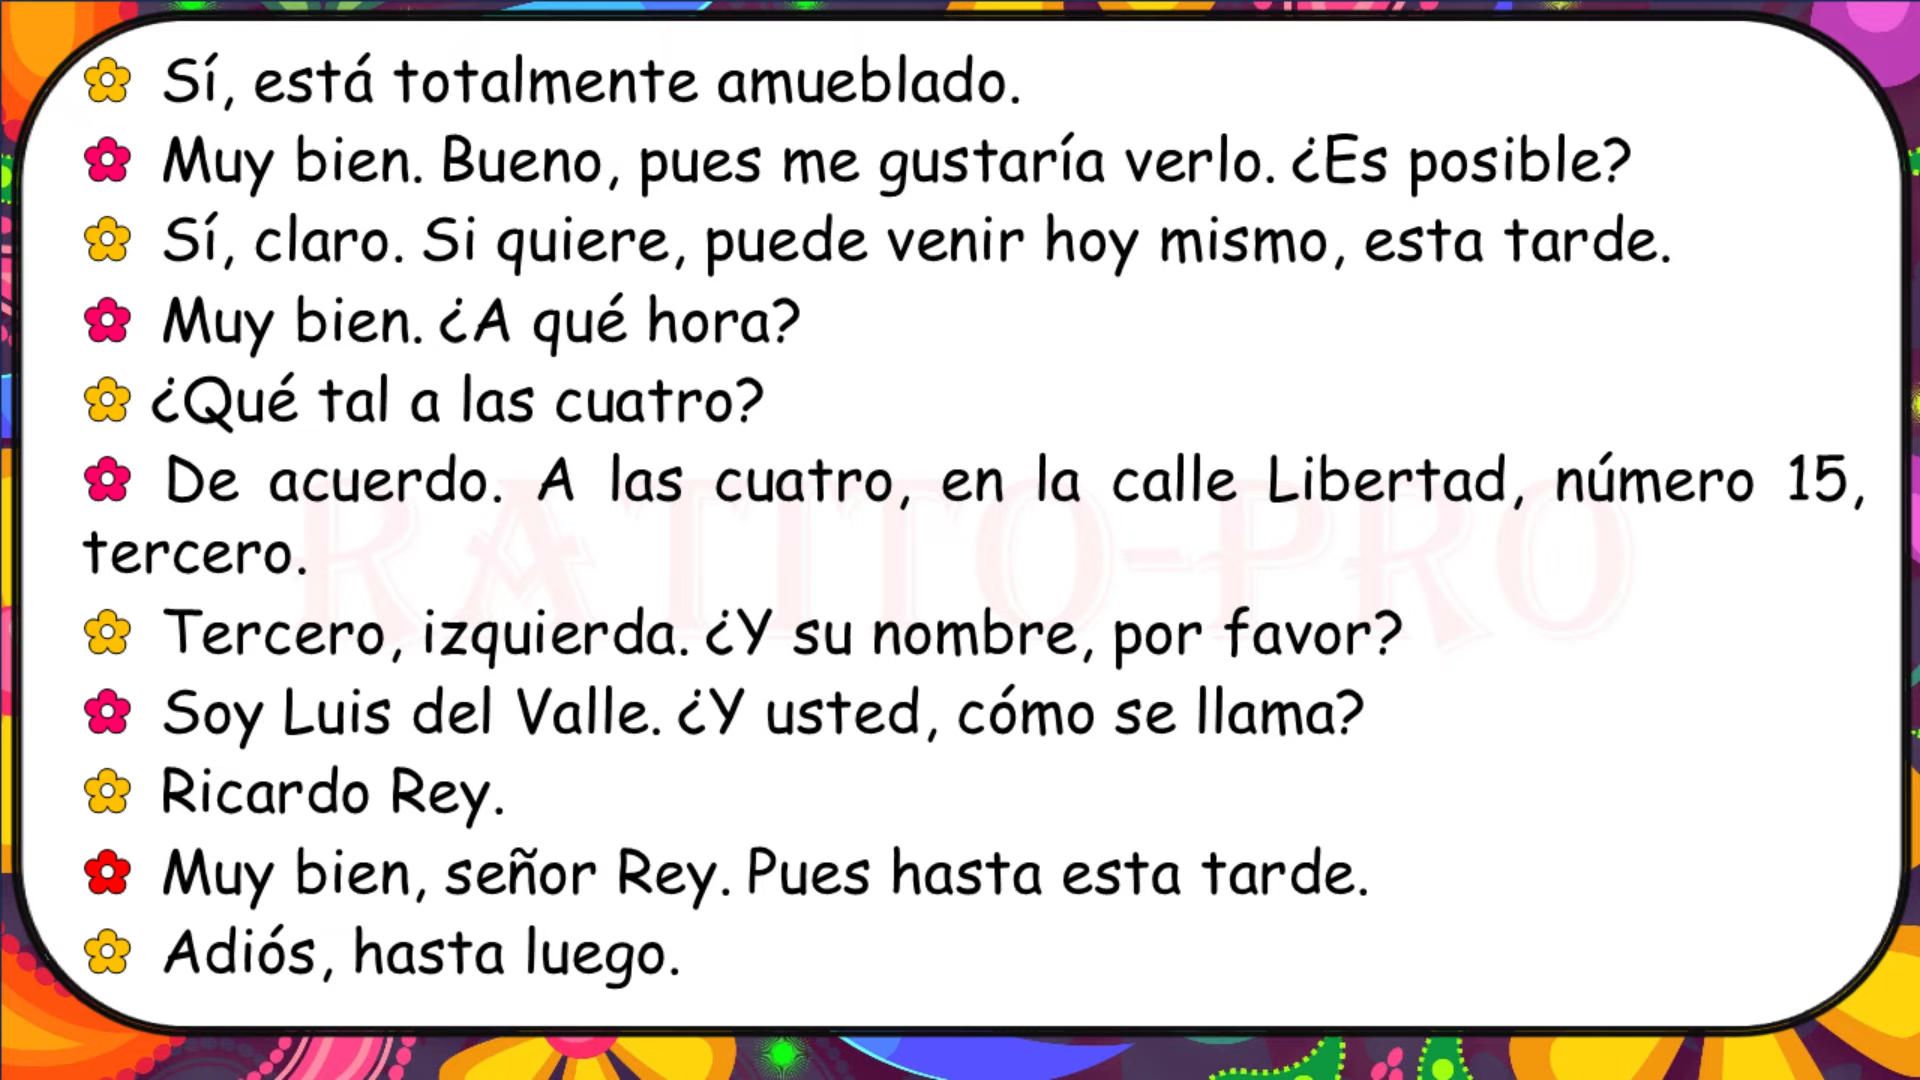 Sí, está totalmente amueblado.
Muy bien. Bueno, pues me gustaría verlo. ¿Es posible?
Sí, claro. Si quiere, puede venir hoy mismo, esta tarde.
Muy bien. ¿A qué hora?
¿Qué tal a las cuatro?
De acuerdo. A las cuatro, en la calle Libertad, número 15,
tercero.
RATITO-PRO
Tercero, izquierda. ¿Y su nombre, por favor?
Soy Luis del Valle. ¿Y usted, cómo se llama?
Ricardo Rey.
Muy bien, señor Rey. Pues hasta esta tarde.
Adiós, hasta luego.